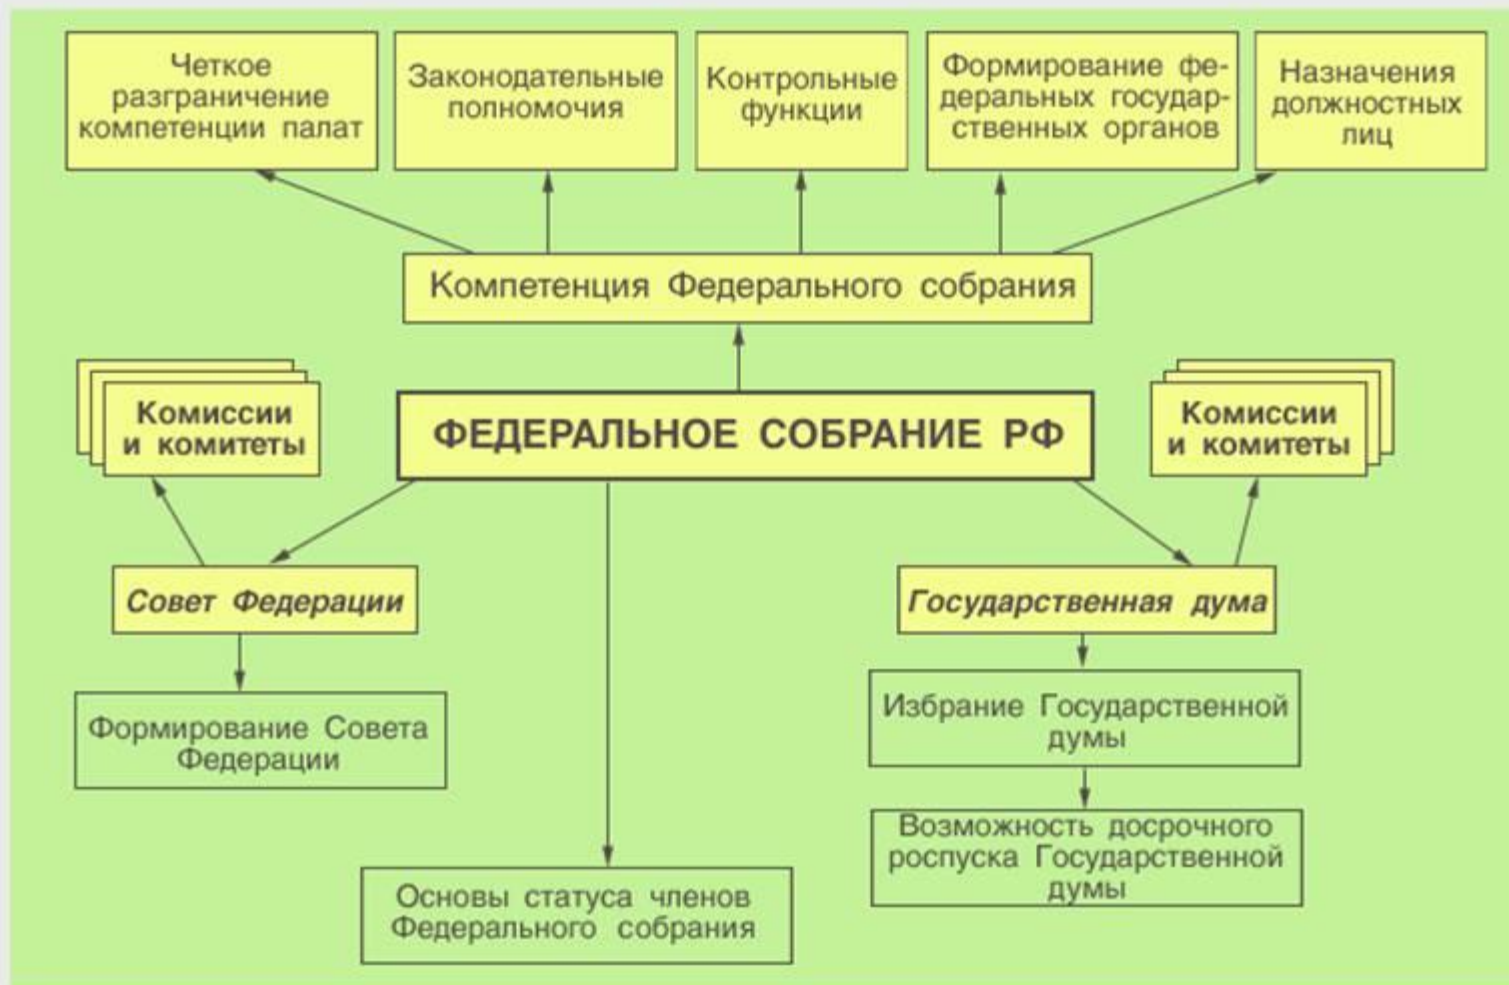 Четкое
разграничение
компетенции палат
Законодательные
полномочия
Контрольные
функции
Формирование фе-
деральных государ-
ственных органов
Назначения
должностных
лиц
Компетенция Федерального собрания
Комиссии
и комитеты
ФЕДЕРАЛЬНОЕ СОБРАНИЕ РФ
Комиссии
и комитеты
Совет Федерации
Государственная дума
Формирование Совета
Федерации
Избрание Государственной
думы
Возможность досрочного
роспуска Государственной
думы
Основы статуса членов
Федерального собрания